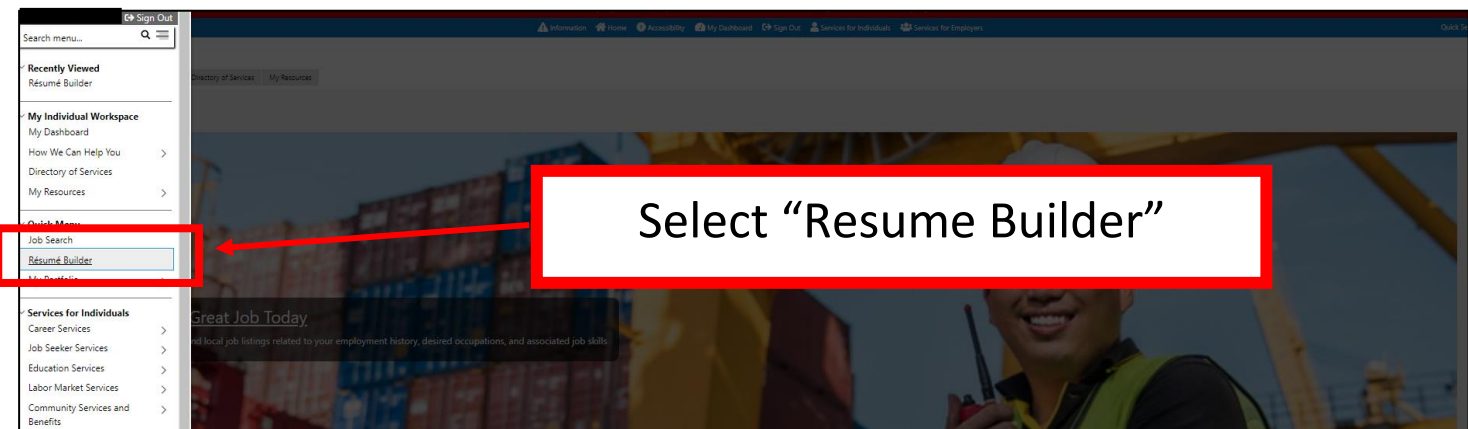 Sign Out
Information Home Accessibility My Dashboard Sign Out Services for Individuals Services for Employers
Quick Se
Search menu...
Recently Viewed
Résumé Builder
Directory of Services My Resources
My Individual Workspace
My Dashboard
How We Can Help You
Directory of Services
My Resources
Select “Resume Builder”
Quick Menu
Job Search
Résumé Builder
My Portfolio
Services for Individuals
Great Job Today
Career Services
nd local job listings related to your employment history, desired occupations, and associated job skills
Job Seeker Services
Education Services
Labor Market Services
Community Services and
Benefits